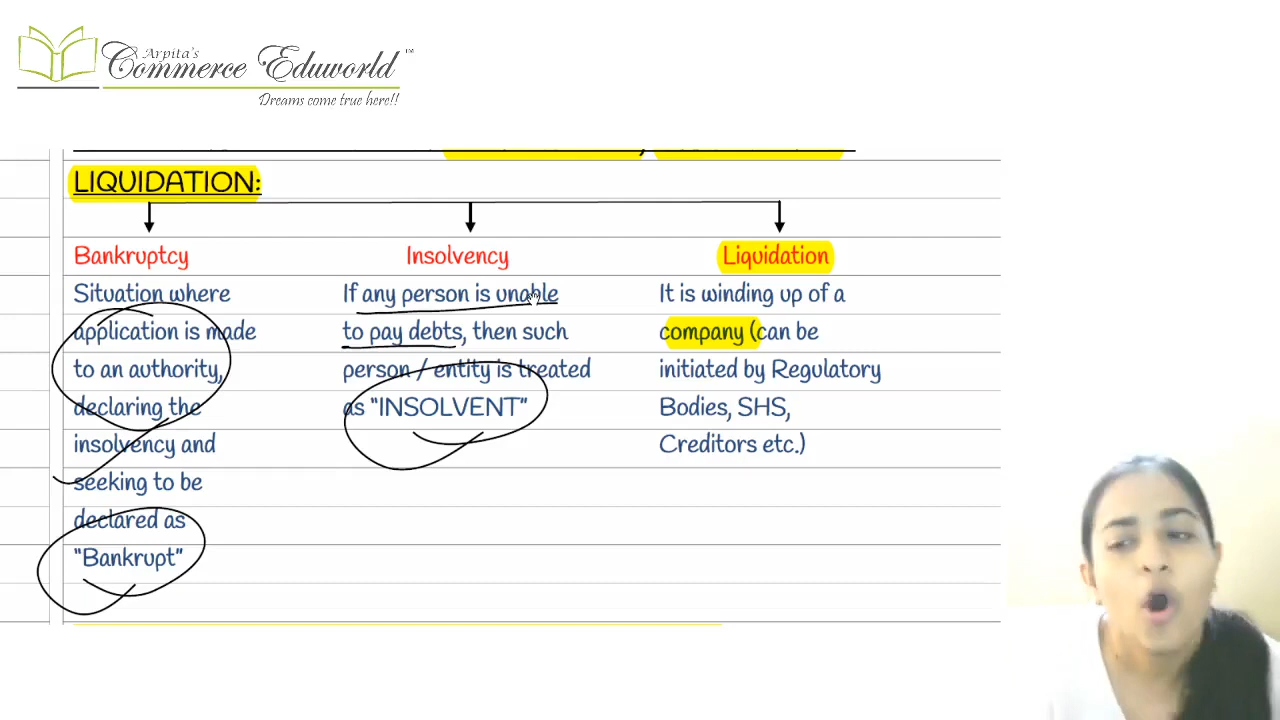 Arpita's
Commerce Eduworld ™
Dreams come true here!!
LIQUIDATION:
Bankruptcy
Situation where
application is made
to an authority,
declaring the
insolvency and
seeking to be
declared as
"Bankrupt"
Insolvency
If any person is unable
to pay debts, then such
person / entity is treated
as "INSOLVENT"
Liquidation
It is winding up of a
company (can be
initiated by Regulatory
Bodies, SHS,
Creditors etc.)